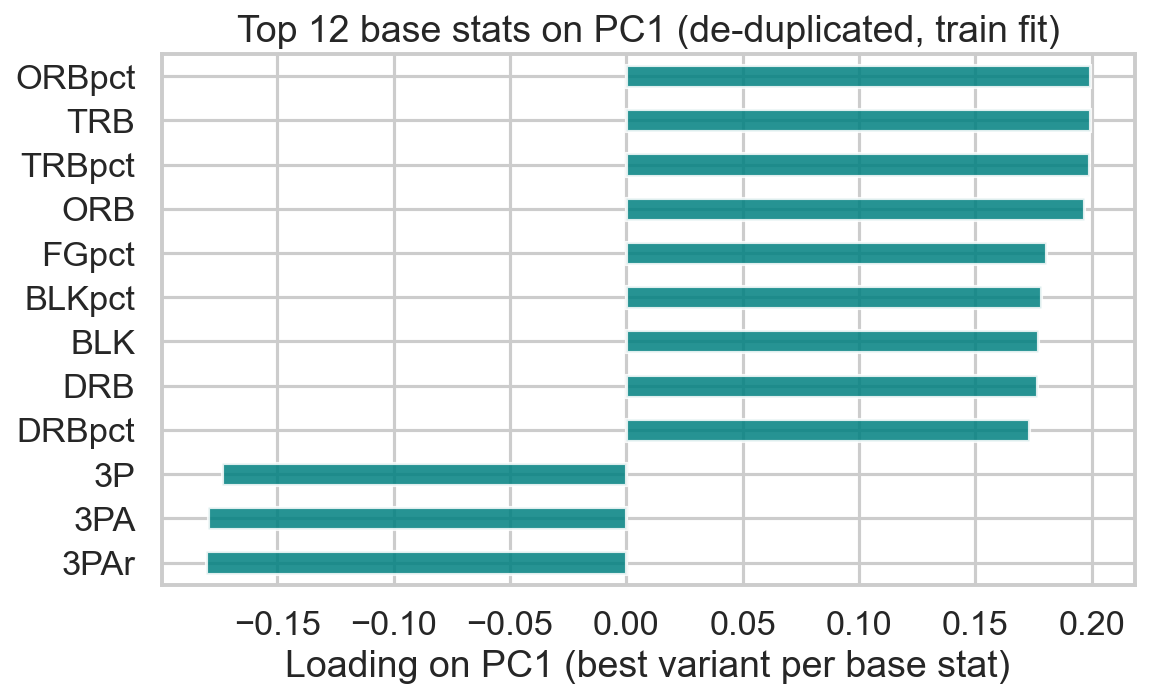 Top 12 base stats on PC1 (de-duplicated, train fit)
ORBpct
TRB
TRBpct
ORB
FGpct
BLKpct
BLK
DRB
DRBpct
3P
3PA
3PAr
−0.15 −0.10 −0.05 0.00 0.05 0.10 0.15 0.20
Loading on PC1 (best variant per base stat)